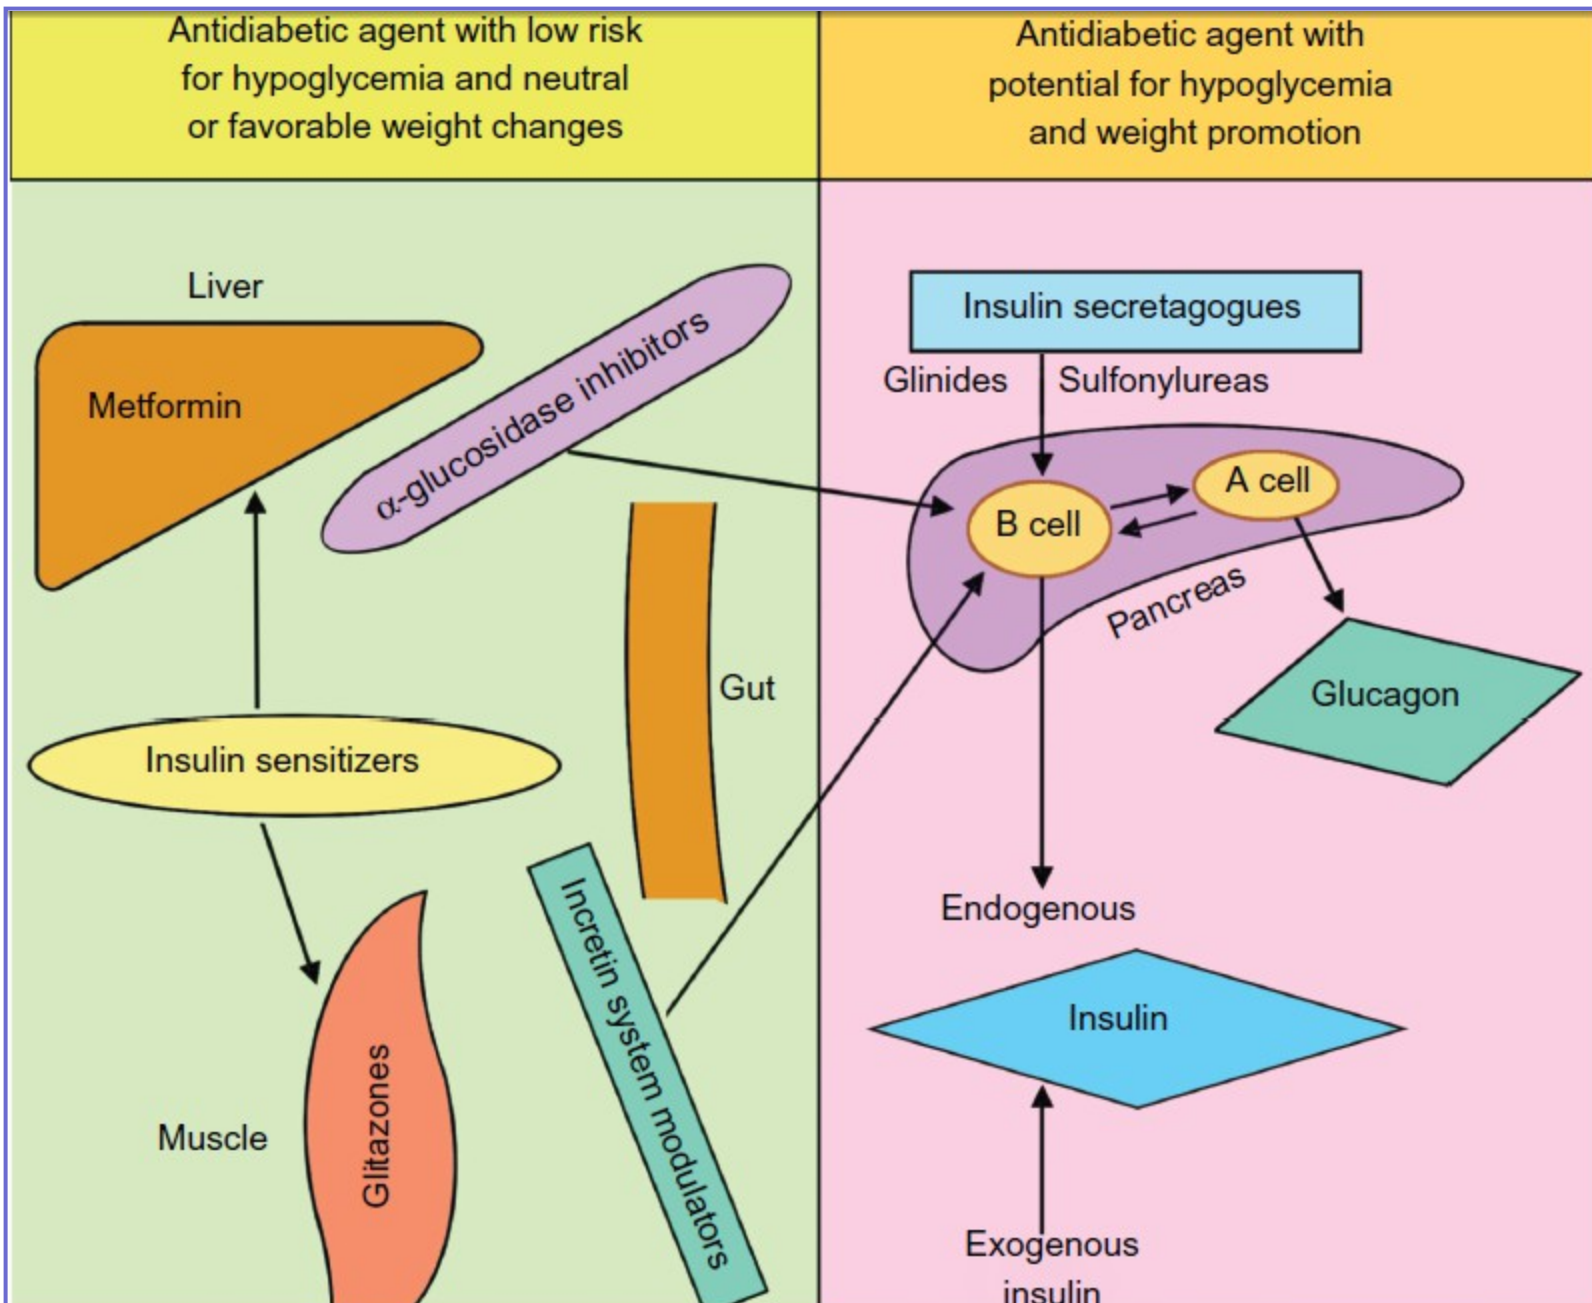 Antidiabetic agent with low risk
for hypoglycemia and neutral
or favorable weight changes
Antidiabetic agent with
potential for hypoglycemia
and weight promotion
Liver
Metformin
α-glucosidase inhibitors
Insulin sensitizers
Gut
Muscle
Glitazones
Incretin system modulators
Insulin secretagogues
Glinides
Sulfonylureas
B cell
A cell
Pancreas
Glucagon
Endogenous
Insulin
Exogenous
insulin